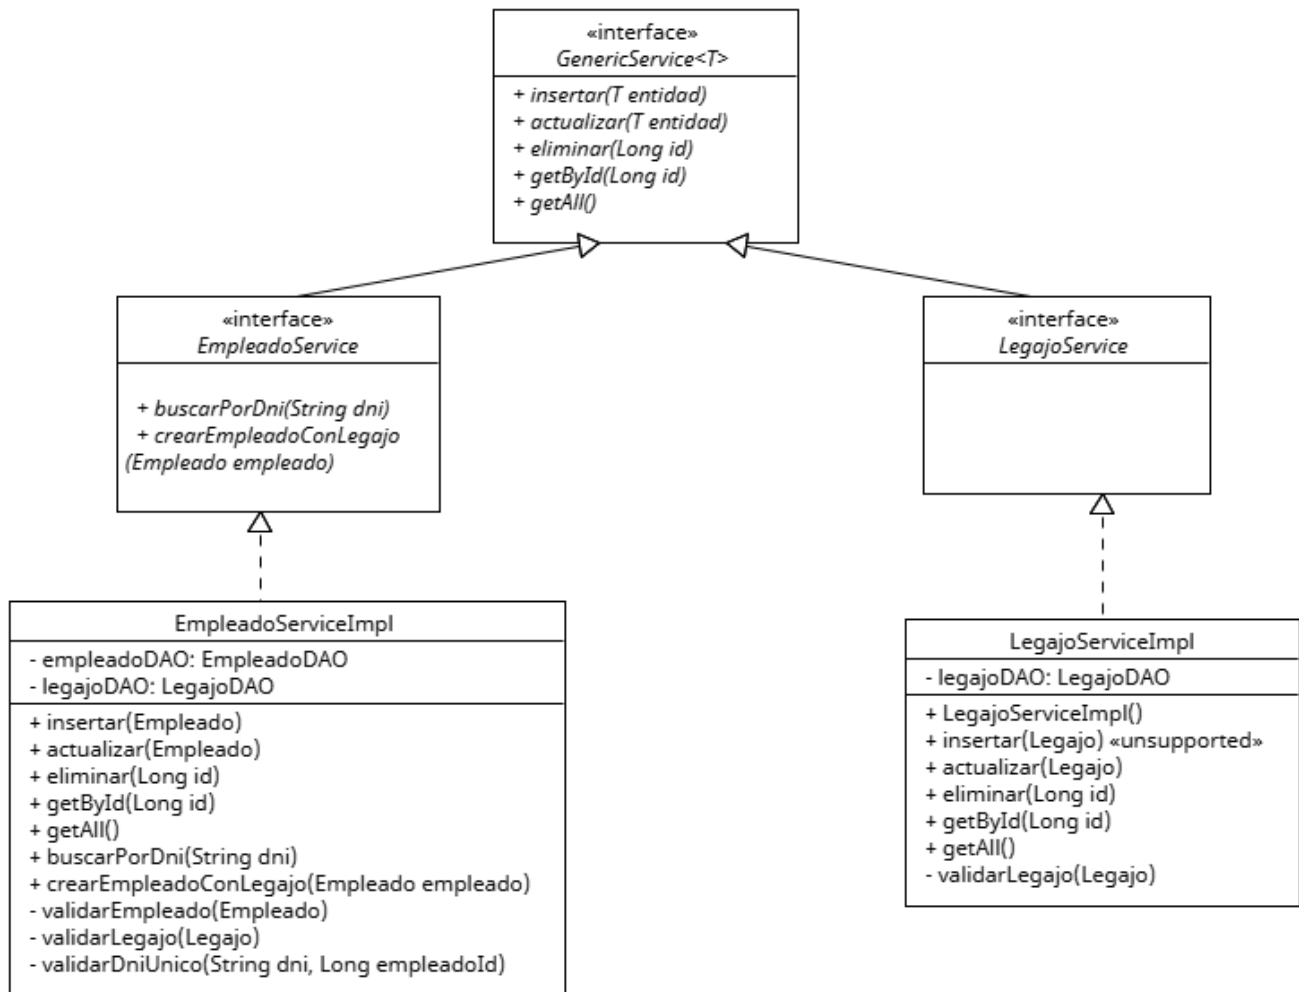 «interface»
GenericService<T>
+ insertar(T entidad)
+ actualizar(T entidad)
+ eliminar(Long id)
+ getById(Long id)
+ getAll()
«interface»
EmpleadoService
+ buscarPorDni(String dni)
+ crearEmpleadoConLegajo
(Empleado empleado)
«interface»
LegajoService
EmpleadoServiceImpl
- empleadoDAO: EmpleadoDAO
- legajoDAO: LegajoDAO
+ insertar(Empleado)
+ actualizar(Empleado)
+ eliminar(Long id)
+ getById(Long id)
+ getAll()
+ buscarPorDni(String dni)
+ crearEmpleadoConLegajo(Empleado empleado)
- validarEmpleado(Empleado)
- validarLegajo(Legajo)
- validarDniUnico(String dni, Long empleadoId)
LegajoServiceImpl
- legajoDAO: LegajoDAO
+ LegajoServiceImpl()
+ insertar(Legajo) «unsupported»
+ actualizar(Legajo)
+ eliminar(Long id)
+ getById(Long id)
+ getAll()
- validarLegajo(Legajo)